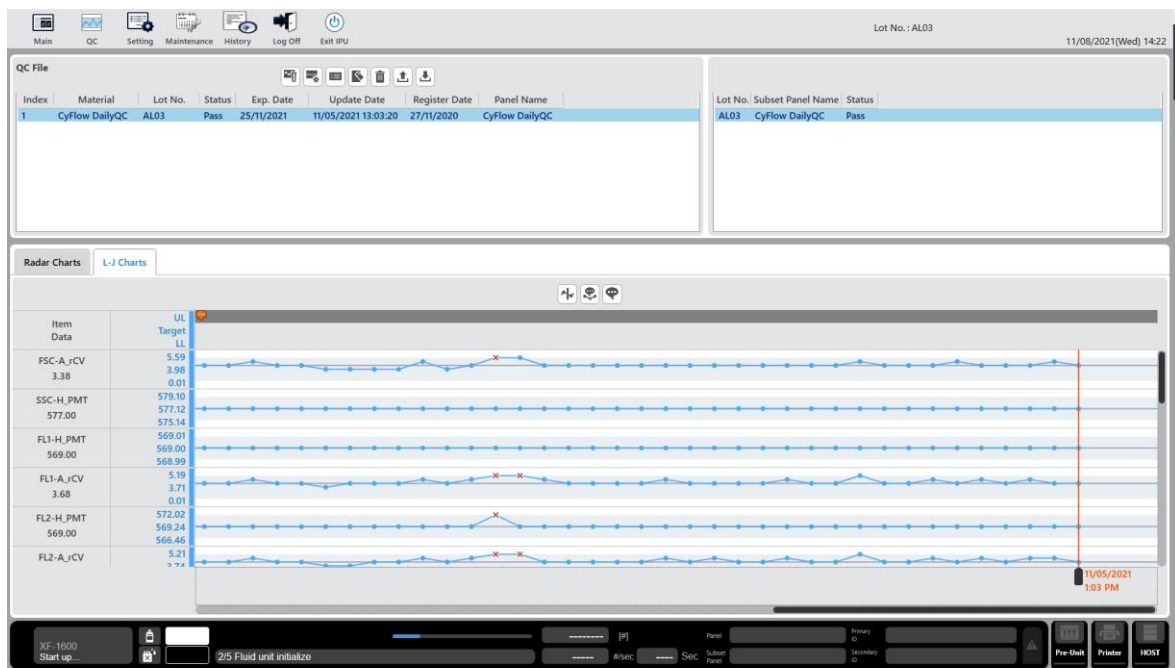 Lot No. : AL03
Main QC Setting Maintenance History Log Off Exit IPU
11/08/2021(Wed) 14:22
QC File
Index Material Lot No. Status Exp. Date Update Date Register Date Panel Name
1 CyFlow DailyQC AL03 Pass 25/11/2021 11/05/2021 13:03:20 27/11/2020 CyFlow DailyQC
Lot No. Subset Panel Name Status
AL03 CyFlow DailyQC Pass
Radar Charts L-J Charts
Item
Data
UL
Target
LL
FSC-A_rCV
3.38
5.59
3.98
0.01
SSC-H_PMT
577.00
579.10
577.12
575.14
FL1-H_PMT
569.00
569.01
569.00
568.99
FL1-A_rCV
3.68
5.19
3.71
0.01
FL2-H_PMT
569.00
572.02
569.24
566.46
FL2-A_rCV
5.21
3.74
11/05/2021
1:03 PM
XF-1600
Start up...
2/5 Fluid unit initialize
-------- [#]
----- #/sec ---- Sec
Panel
Subset
Panel
Primary
ID
Secondary
ID
Pre-Unit Printer HOST